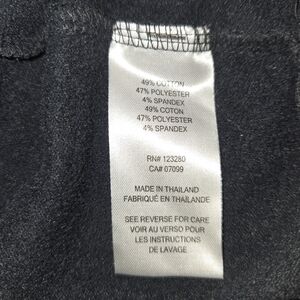 49% COTTON
47% POLYESTER
4% SPANDEX
49% COTON
47% POLYESTER
4% SPANDEX
RN# 123280
CA# 07099
MADE IN THAILAND
FABRIQUÉ EN THAÏLANDE
SEE REVERSE FOR CARE
VOIR AU VERSO POUR
LES INSTRUCTIONS
DE LAVAGE